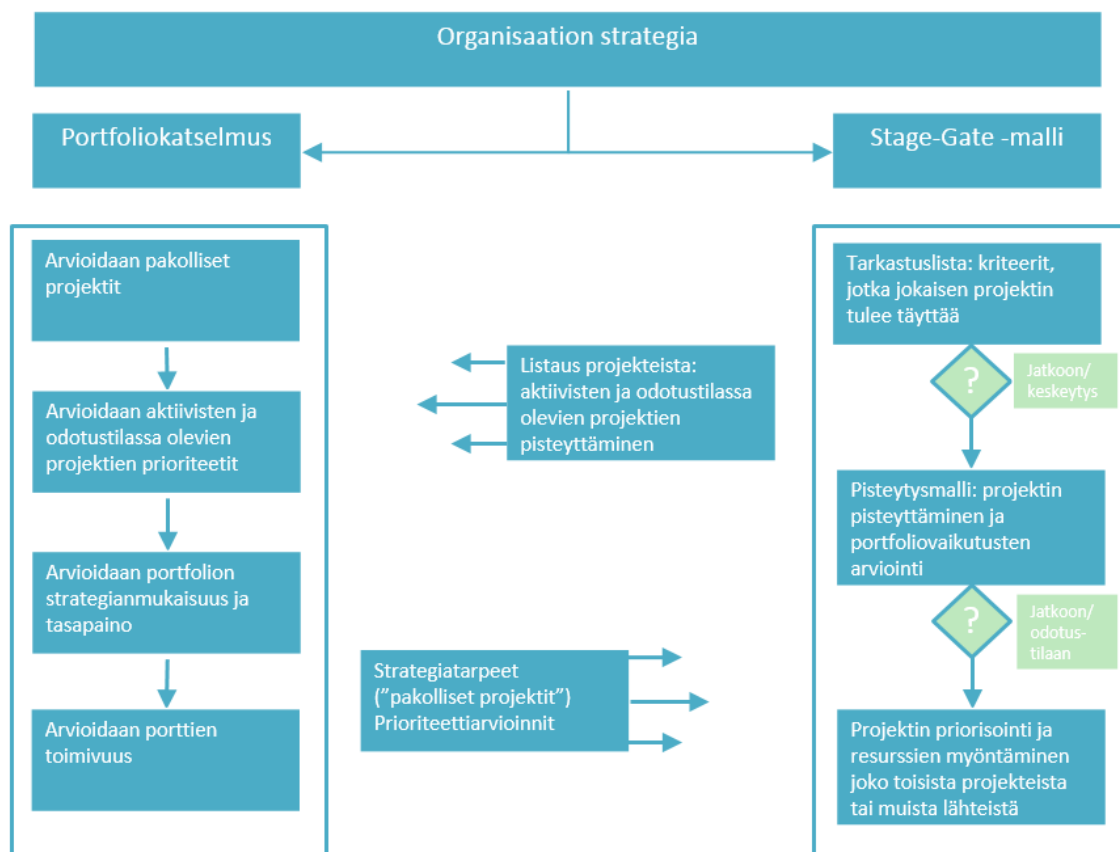 Organisaation strategia
Portfoliokatselmus
Stage-Gate -malli
Arvioidaan pakolliset
projektit
Arvioidaan aktiivisten ja
odotustilassa olevien
projektien prioriteetit
Arvioidaan portfolion
strategianmukaisuus ja
tasapaino
Arvioidaan porttien
toimivuus
Listaus projekteista:
aktiivisten ja odotustilassa
olevien projektien
pisteyttäminen
Strategiatarpeet
(”pakolliset projektit”)
Prioriteettiarvioinnit
Tarkastuslista: kriteerit,
jotka jokaisen projektin
tulee täyttää
?
Jatkoon/
keskeytys
Pisteytysmalli: projektin
pisteyttäminen ja
portfoliovaikutusten
arviointi
?
Jatkoon/
odotus-
tilaan
Projektin priorisointi ja
resurssien myöntäminen
joko toisista projekteista
tai muista lähteistä